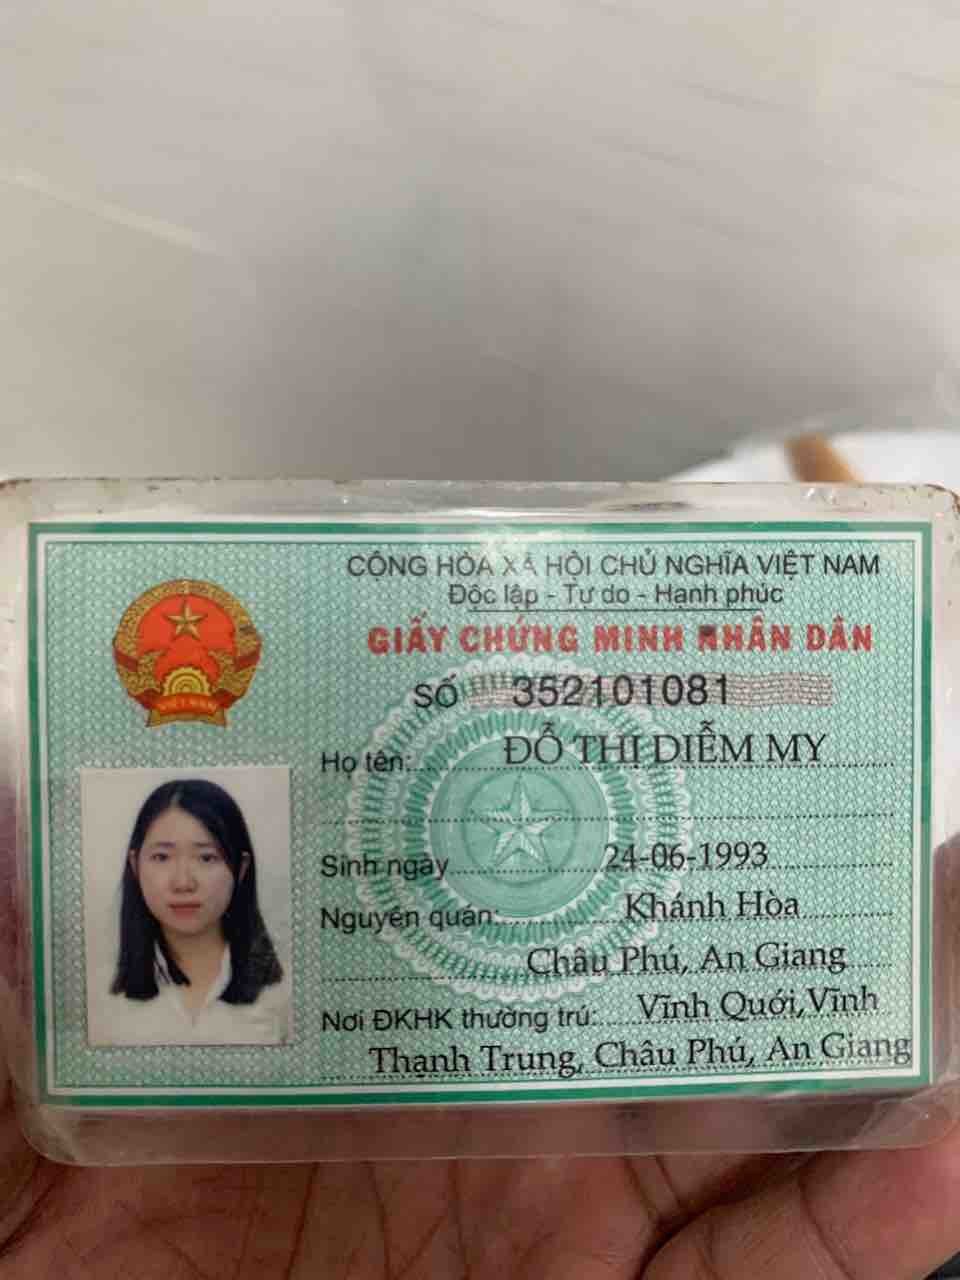 CỘNG HÒA XÃ HỘI CHỦ NGHĨA VIỆT NAM
Độc lập - Tự do - Hạnh phúc
GIẤY CHỨNG MINH NHÂN DÂN
SỐ 352101081
Họ tên: ĐỖ THỊ DIỄM MY
Sinh ngày 24-06-1993
Nguyên quán: Khánh Hòa
Châu Phú, An Giang
Nơi ĐKHK thường trú: Vĩnh Quới,Vĩnh
Thạnh Trung, Châu Phú, An Giang
VIỆT NAM